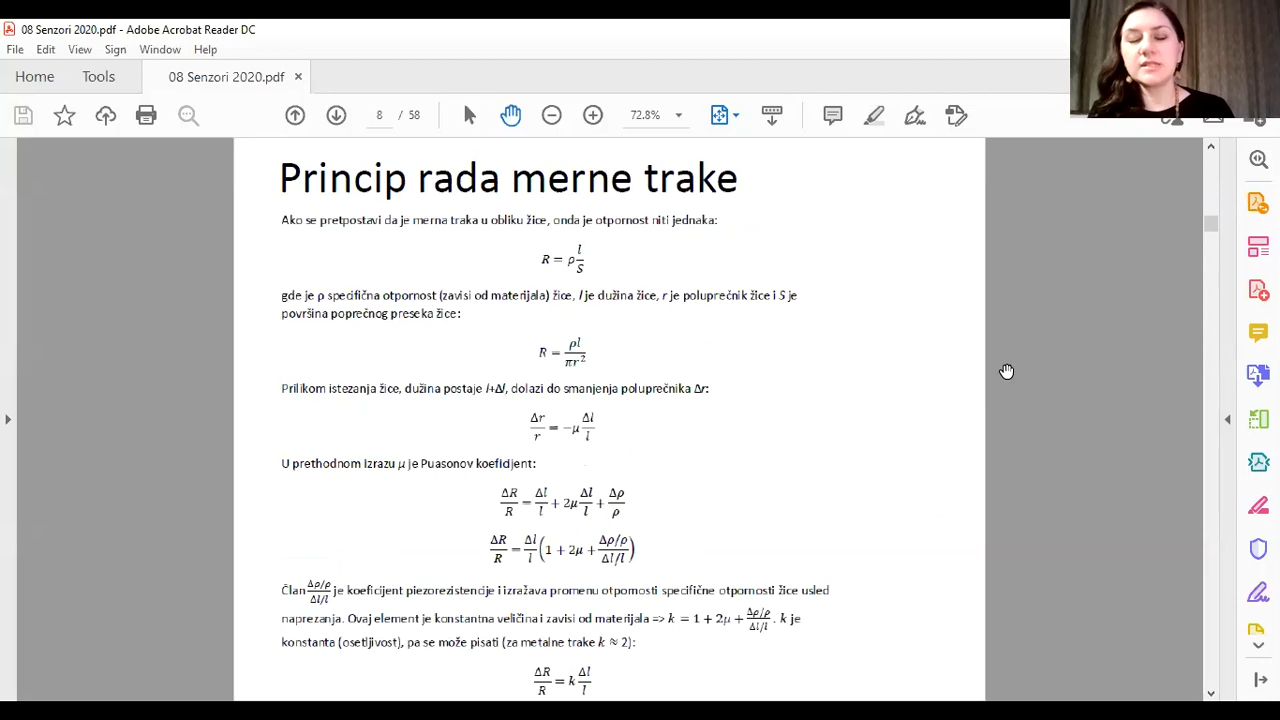 08 Senzori 2020.pdf - Adobe Acrobat Reader DC
File Edit View Sign Window Help
Home Tools 08 Senzori 2020.pdf ×
8 / 58 72.8%
Princip rada merne trake
Ako se pretpostavi da je merna traka u obliku žice, onda je otpornost niti jednaka:
R = ρ l/S
gde je ρ specifična otpornost (zavisi od materijala) žice, l je dužina žice, r je poluprečnik žice i S je
površina poprečnog preseka žice:
R = ρl/πr²
Prilikom istezanja žice, dužina postaje l+Δl, dolazi do smanjenja poluprečnika Δr:
Δr/r = −μ Δl/l
U prethodnom izrazu μ je Puasonov koeficijent:
ΔR/R = Δl/l + 2μ Δl/l + Δρ/ρ
ΔR/R = Δl/l (1 + 2μ + (Δρ/ρ)/(Δl/l))
Član (Δρ/ρ)/(Δl/l) je koeficijent piezorezistencije i izražava promenu otpornosti specifične otpornosti žice usled
naprezanja. Ovaj element je konstantna veličina i zavisi od materijala => k = 1 + 2μ + (Δρ/ρ)/(Δl/l). k je
konstanta (osetljivost), pa se može pisati (za metalne trake k ≈ 2):
ΔR/R = k Δl/l